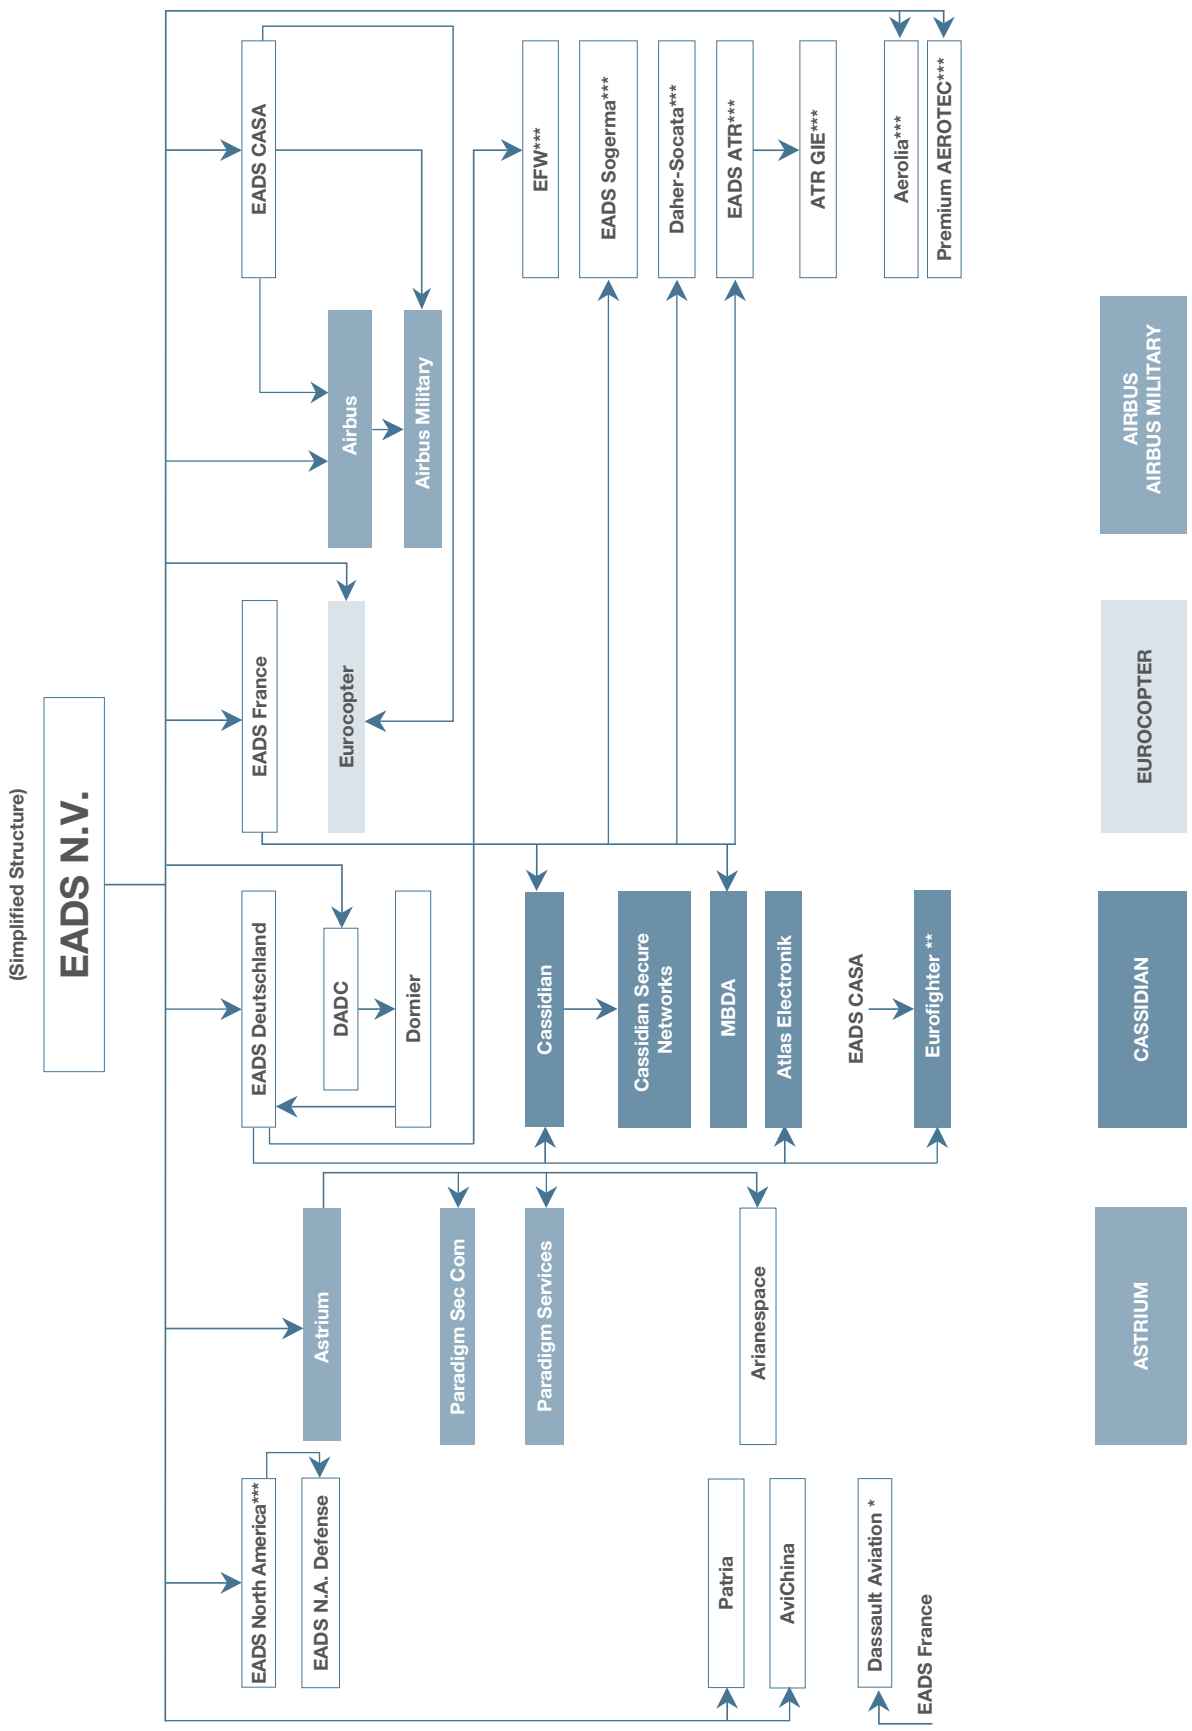 (Simplified Structure)
EADS N.V.
EADS North America***
EADS N.A. Defense
Patria
AviChina
Dassault Aviation *
EADS France
Astrium
Paradigm Sec Com
Paradigm Services
Arianespace
EADS Deutschland
DADC
Dornier
Cassidian
Cassidian Secure
Networks
MBDA
Atlas Electronik
EADS CASA
Eurofighter **
EADS France
Eurocopter
EADS CASA
Airbus
Airbus Military
EFW***
EADS Sogerma***
Daher-Socata***
EADS ATR***
ATR GIE***
Aerolia***
Premium AEROTEC***
ASTRIUM
CASSIDIAN
EUROCOPTER
AIRBUS
AIRBUS MILITARY